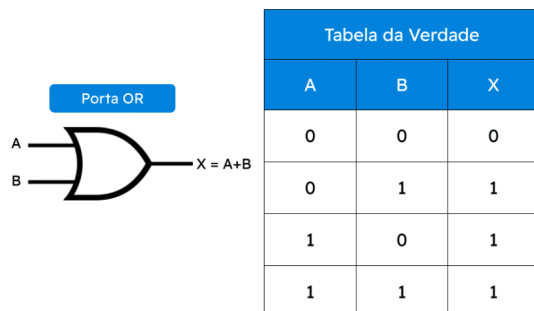 Porta OR
A
B
X = A+B
Tabela da Verdade
A B X
0 0 0
0 1 1
1 0 1
1 1 1